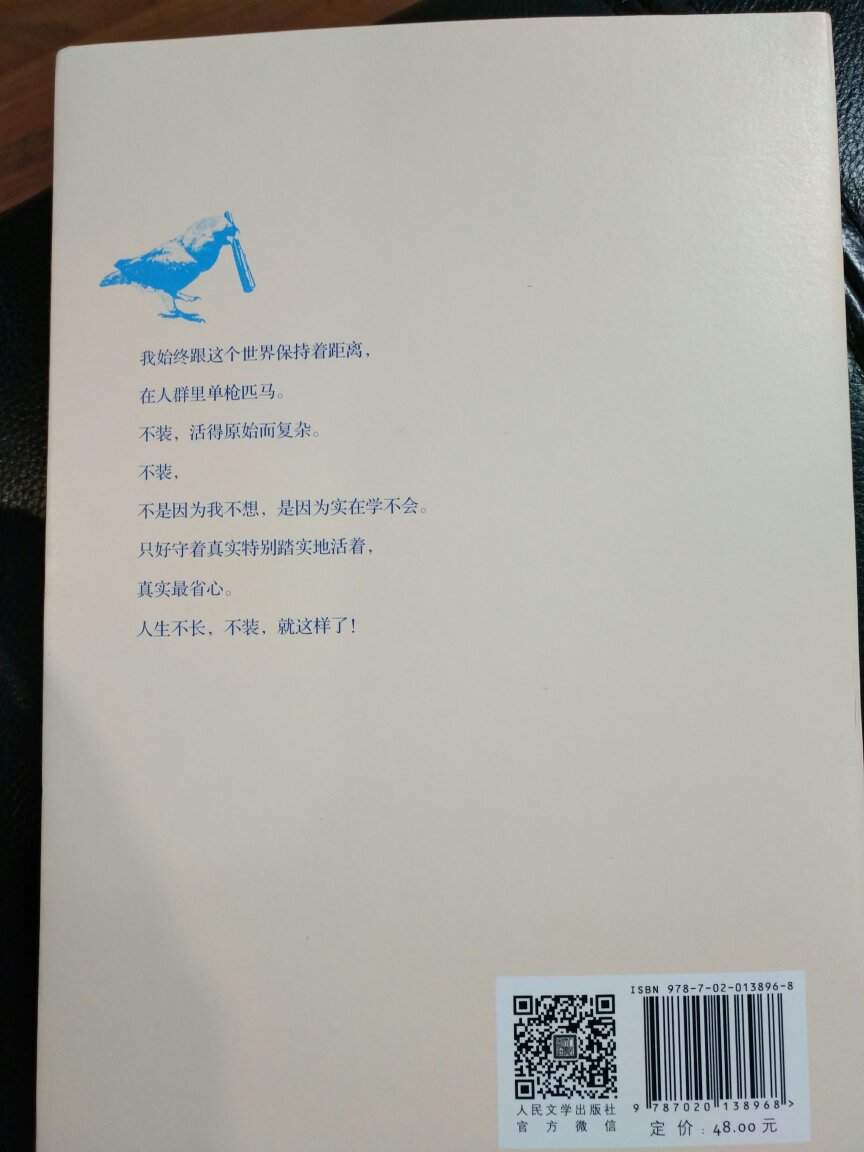 我始终跟这个世界保持着距离，
在人群里单枪匹马。
不装，活得原始而复杂。
不装，
不是因为我不想，是因为实在学不会。
只好守着真实特别踏实地活着，
真实最省心。
人生不长，不装，就这样了！
ISBN 978-7-02-013896-8
9 787020 138968 >
人民文学出版社
官方微信
定价：48.00元